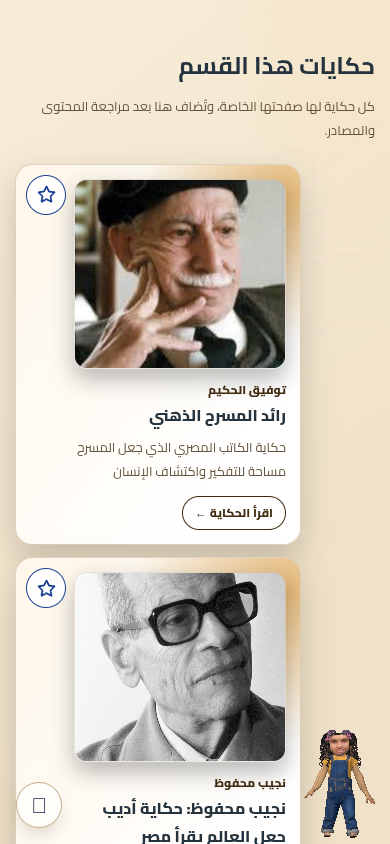 حكايات هذا القسم
كل حكاية لها صفحتها الخاصة، وتُضاف هنا بعد مراجعة المحتوى
والمصادر.
توفيق الحكيم
رائد المسرح الذهني
حكاية الكاتب المصري الذي جعل المسرح
مساحة للتفكير واكتشاف الإنسان
اقرأ الحكاية ←
نجيب محفوظ
نجيب محفوظ: حكاية أديب
جعل العالم يقرأ مصر